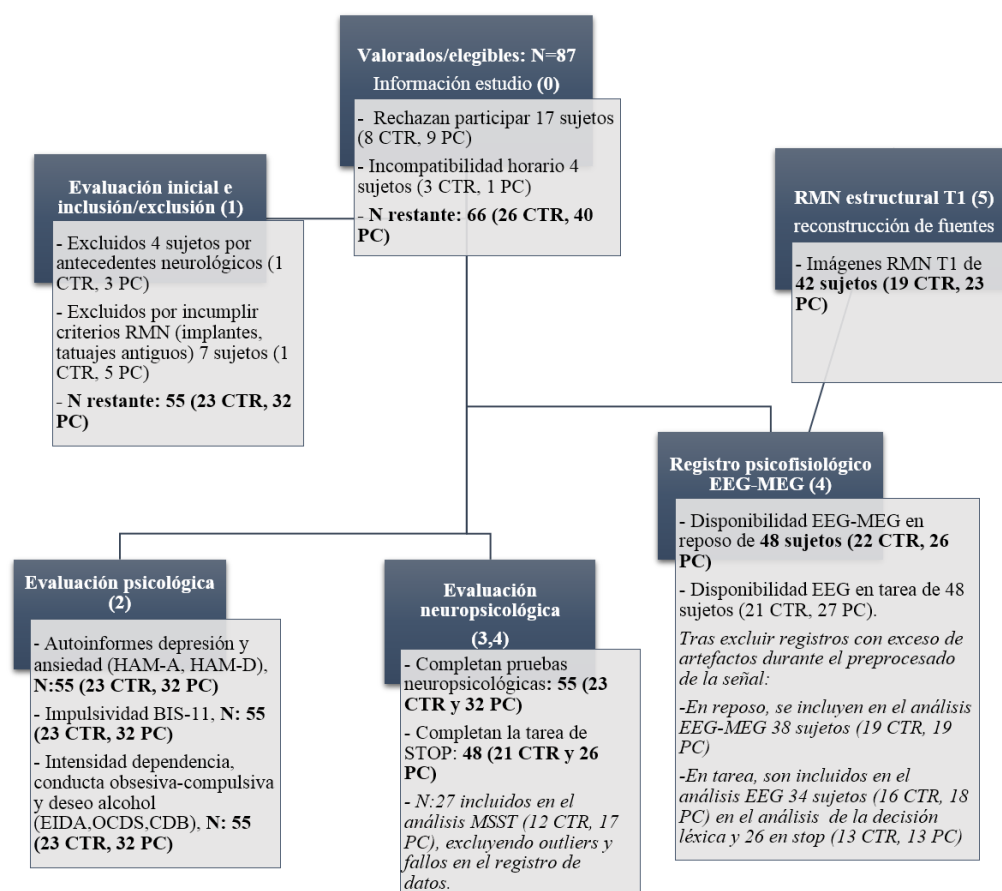 Valorados/elegibles: N=87
Información estudio (0)
- Rechazan participar 17 sujetos
(8 CTR, 9 PC)
- Incompatibilidad horario 4
sujetos (3 CTR, 1 PC)
- N restante: 66 (26 CTR, 40
PC)
Evaluación inicial e
inclusión/exclusión (1)
- Excluidos 4 sujetos por
antecedentes neurológicos (1
CTR, 3 PC)
- Excluidos por incumplir
criterios RMN (implantes,
tatuajes antiguos) 7 sujetos (1
CTR, 5 PC)
- N restante: 55 (23 CTR, 32
PC)
RMN estructural T1 (5)
reconstrucción de fuentes
- Imágenes RMN T1 de
42 sujetos (19 CTR, 23
PC)
Registro psicofisiológico
EEG-MEG (4)
- Disponibilidad EEG-MEG en
reposo de 48 sujetos (22 CTR, 26
PC)
- Disponibilidad EEG en tarea de 48
sujetos (21 CTR, 27 PC).
Tras excluir registros con exceso de
artefactos durante el preprocesado
de la señal:
-En reposo, se incluyen en el análisis
EEG-MEG 38 sujetos (19 CTR, 19
PC)
-En tarea, son incluidos en el
análisis EEG 34 sujetos (16 CTR, 18
PC) en el análisis de la decisión
léxica y 26 en stop (13 CTR, 13 PC)
Evaluación psicológica
(2)
- Autoinformes depresión y
ansiedad (HAM-A, HAM-D),
N:55 (23 CTR, 32 PC)
- Impulsividad BIS-11, N: 55
(23 CTR, 32 PC)
- Intensidad dependencia,
conducta obsesiva-compulsiva
y deseo alcohol
(EIDA,OCDS,CDB), N: 55
(23 CTR, 32 PC)
Evaluación
neuropsicológica
(3,4)
- Completan pruebas
neuropsicológicas: 55 (23
CTR y 32 PC)
- Completan la tarea de
STOP: 48 (21 CTR y 26
PC)
- N:27 incluidos en el
análisis MSST (12 CTR, 17
PC), excluyendo outliers y
fallos en el registro de
datos.